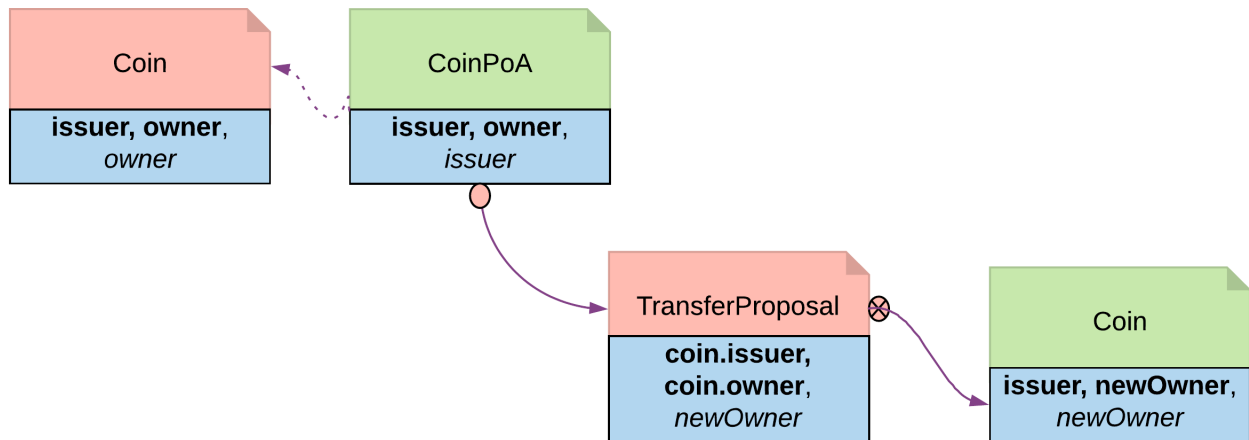 Coin
issuer, owner,
owner
CoinPoA
issuer, owner,
issuer
TransferProposal
coin.issuer,
coin.owner,
newOwner
Coin
issuer, newOwner,
newOwner